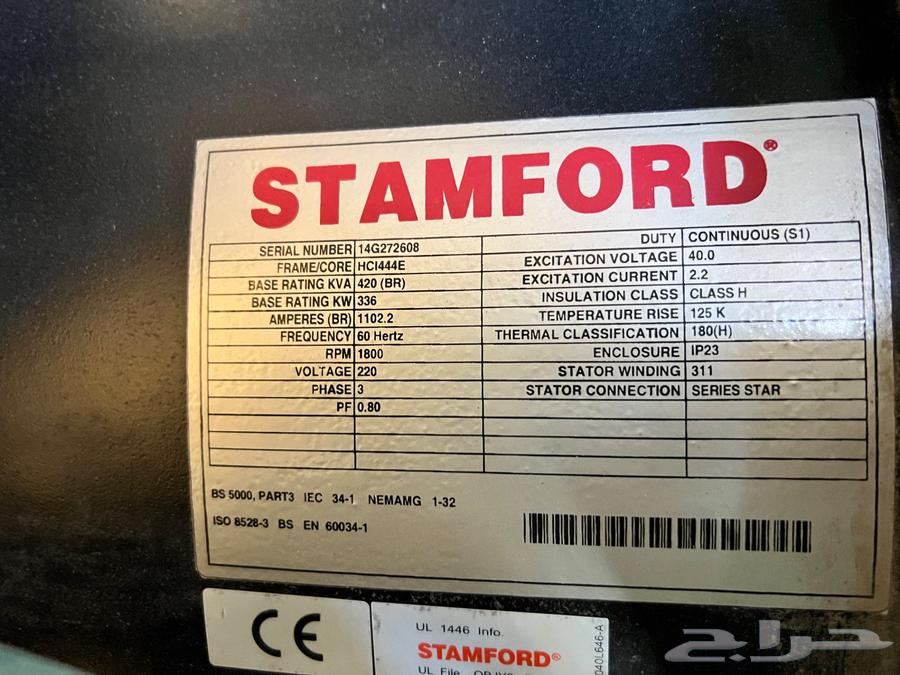 STAMFORD®
SERIAL NUMBER 14G272608 DUTY CONTINUOUS (S1)
FRAME/CORE HCI444E EXCITATION VOLTAGE 40.0
BASE RATING KVA 420 (BR) EXCITATION CURRENT 2.2
BASE RATING KW 336 INSULATION CLASS CLASS H
AMPERES (BR) 1102.2 TEMPERATURE RISE 125 K
FREQUENCY 60 Hertz THERMAL CLASSIFICATION 180(H)
RPM 1800 ENCLOSURE IP23
VOLTAGE 220 STATOR WINDING 311
PHASE 3 STATOR CONNECTION SERIES STAR
PF 0.80
BS 5000, PART3 IEC 34-1 NEMAMG 1-32
ISO 8528-3 BS EN 60034-1
CE
UL 1446 Info.
STAMFORD®
UL File:
040L646-A
حراج